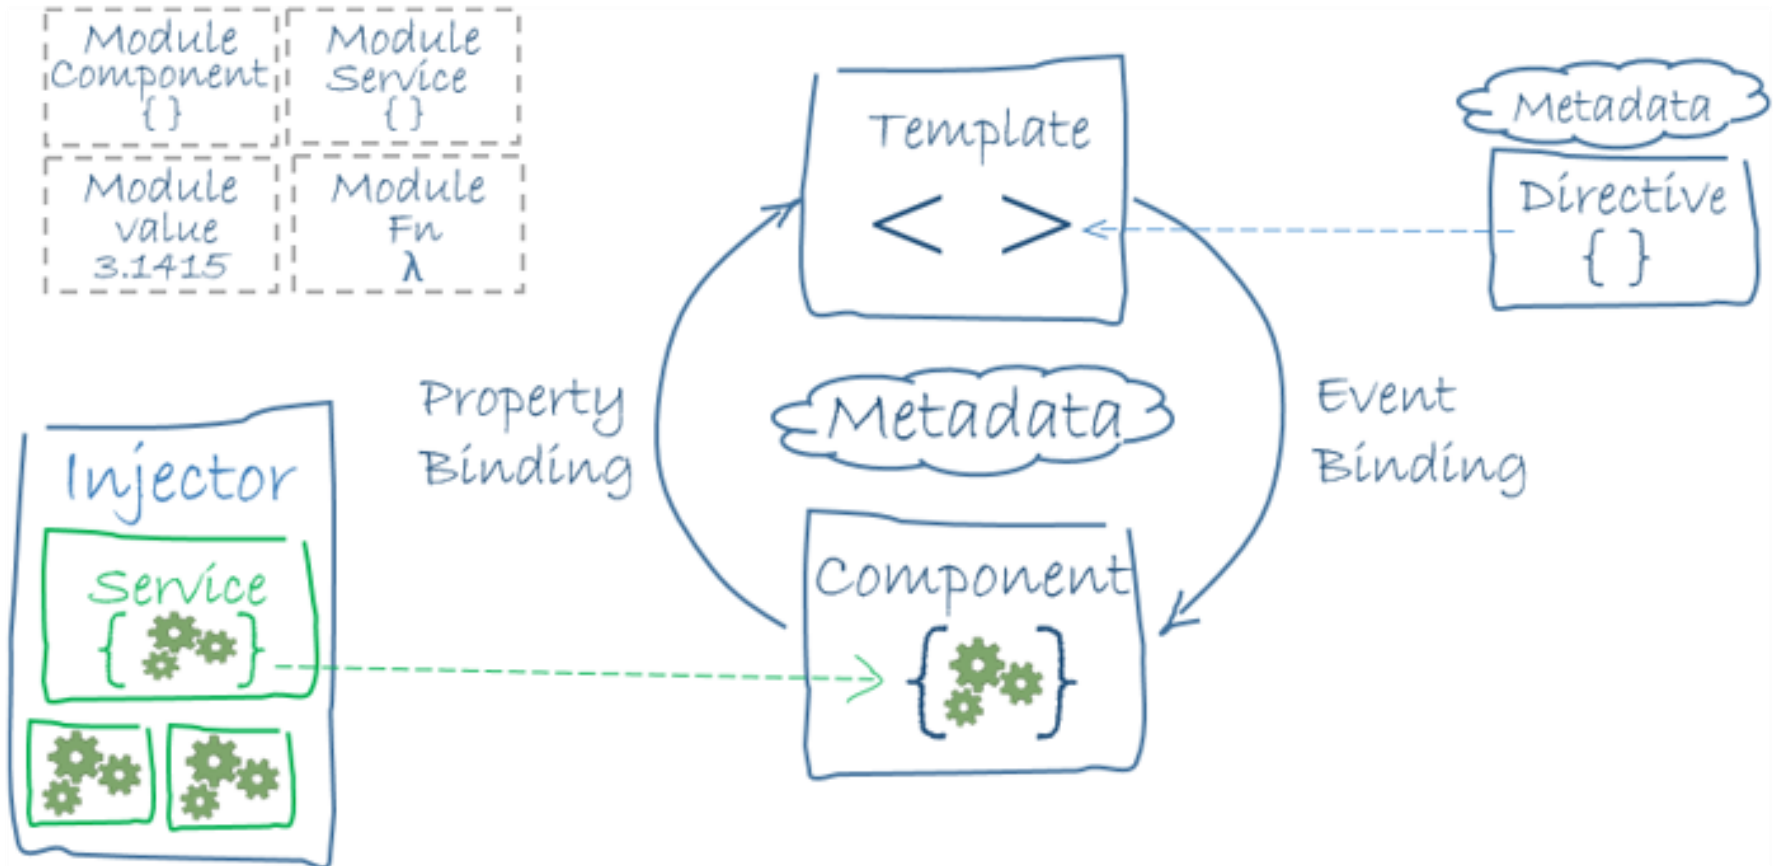 Module
Component
{ }
Module
Service
{ }
Module
value
3.1415
Module
Fn
λ
Template
< >
Metadata
Directive
{ }
Property
Binding
Metadata
Event
Binding
Injector
Service
{ }
Component
{ }